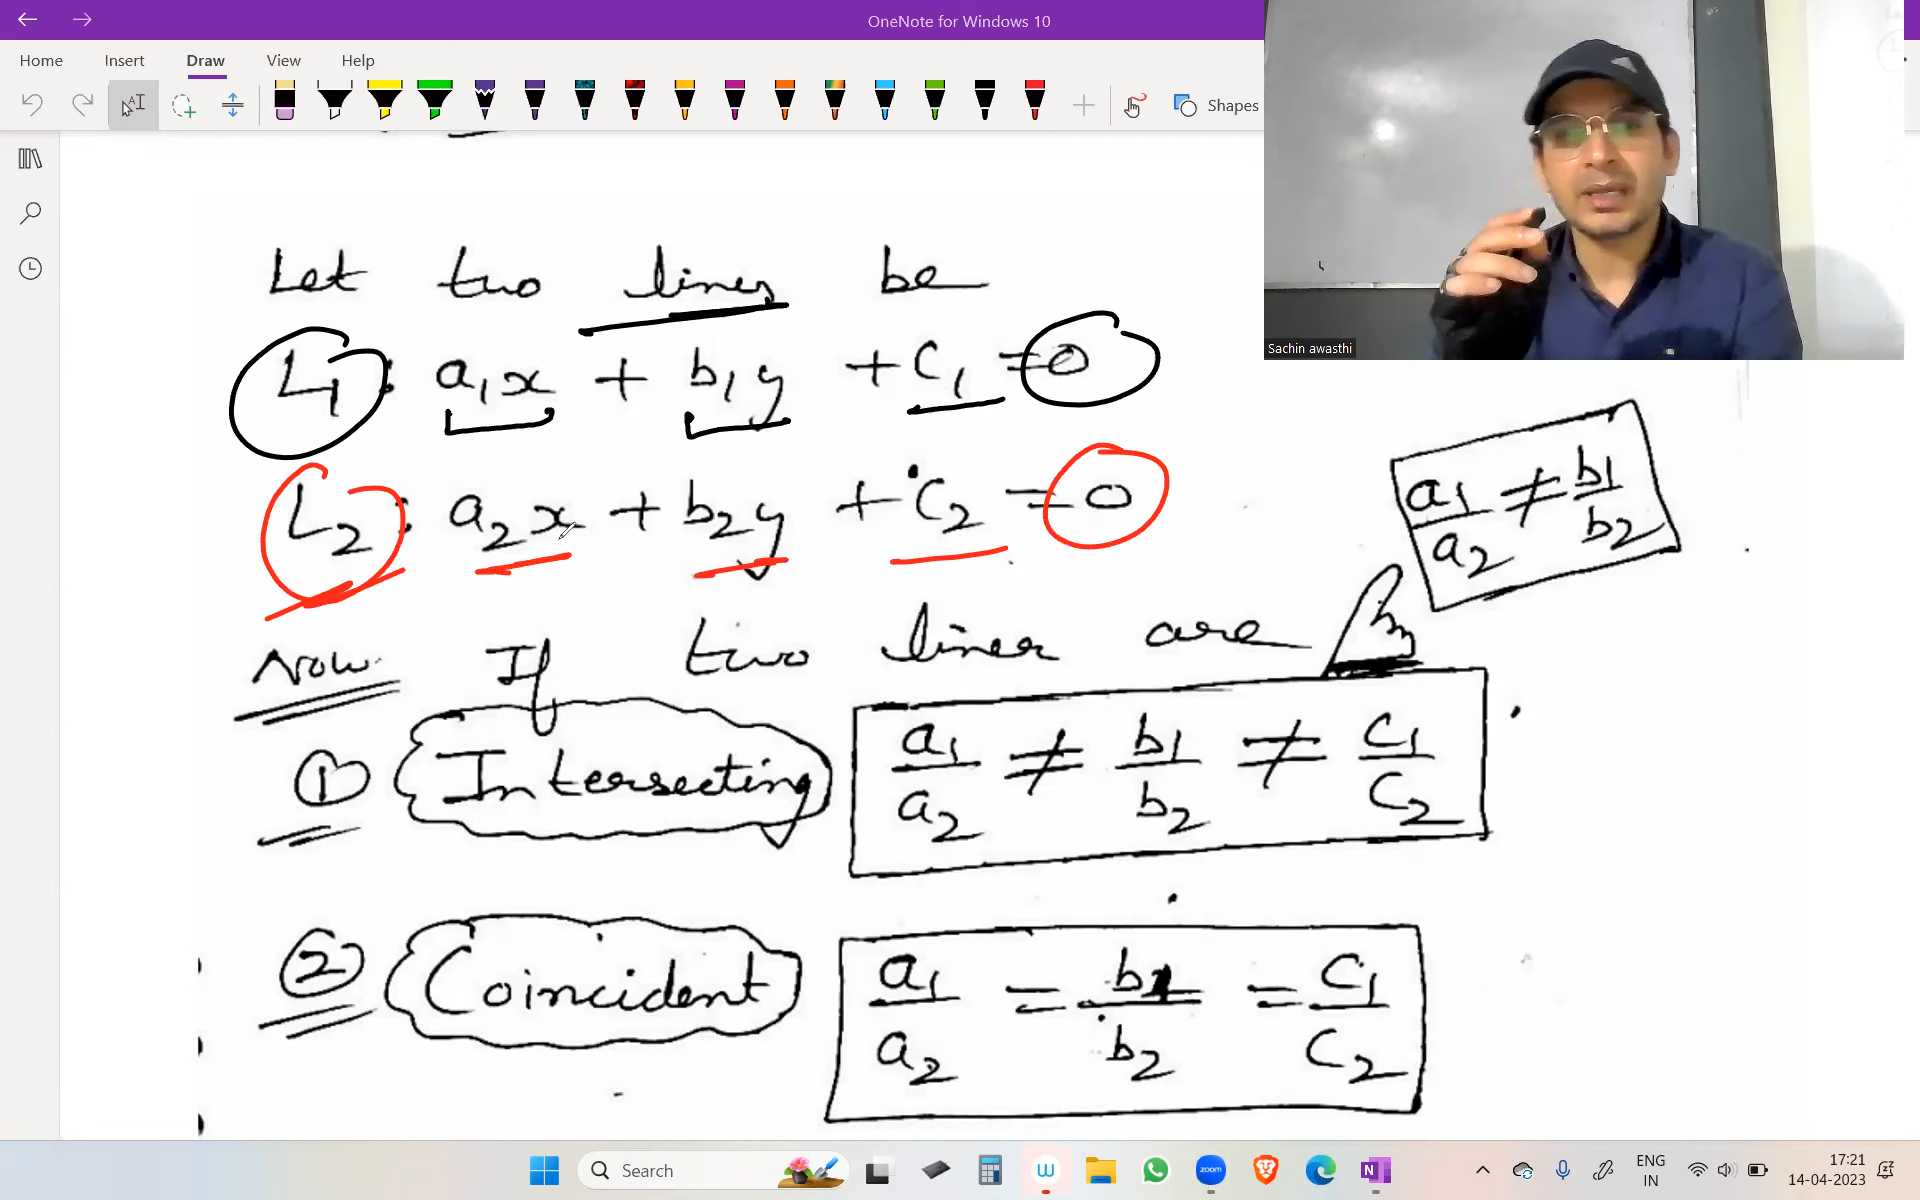 OneNote for Windows 10
Home Insert Draw View Help
Shapes
Sachin awasthi
Let two lines be
L1 : a1x + b1y + C1 = 0
L2 : a2x + b2y + C2 = 0
a1/a2 ≠ b1/b2
Now If two lines are
① Intersecting a1/a2 ≠ b1/b2 ≠ C1/C2
② Coincident a1/a2 = b1/b2 = C1/C2
Search
zoom
ENG
IN
17:21
14-04-2023